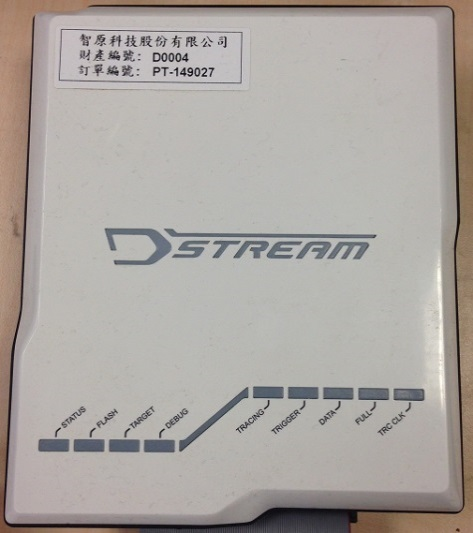 智原科技股份有限公司
財產編號: D0004
訂單編號: PT-149027
DSTREAM
STATUS
FLASH
TARGET
DEBUG
TRACING
TRIGGER
DATA
FULL
TRC CLK